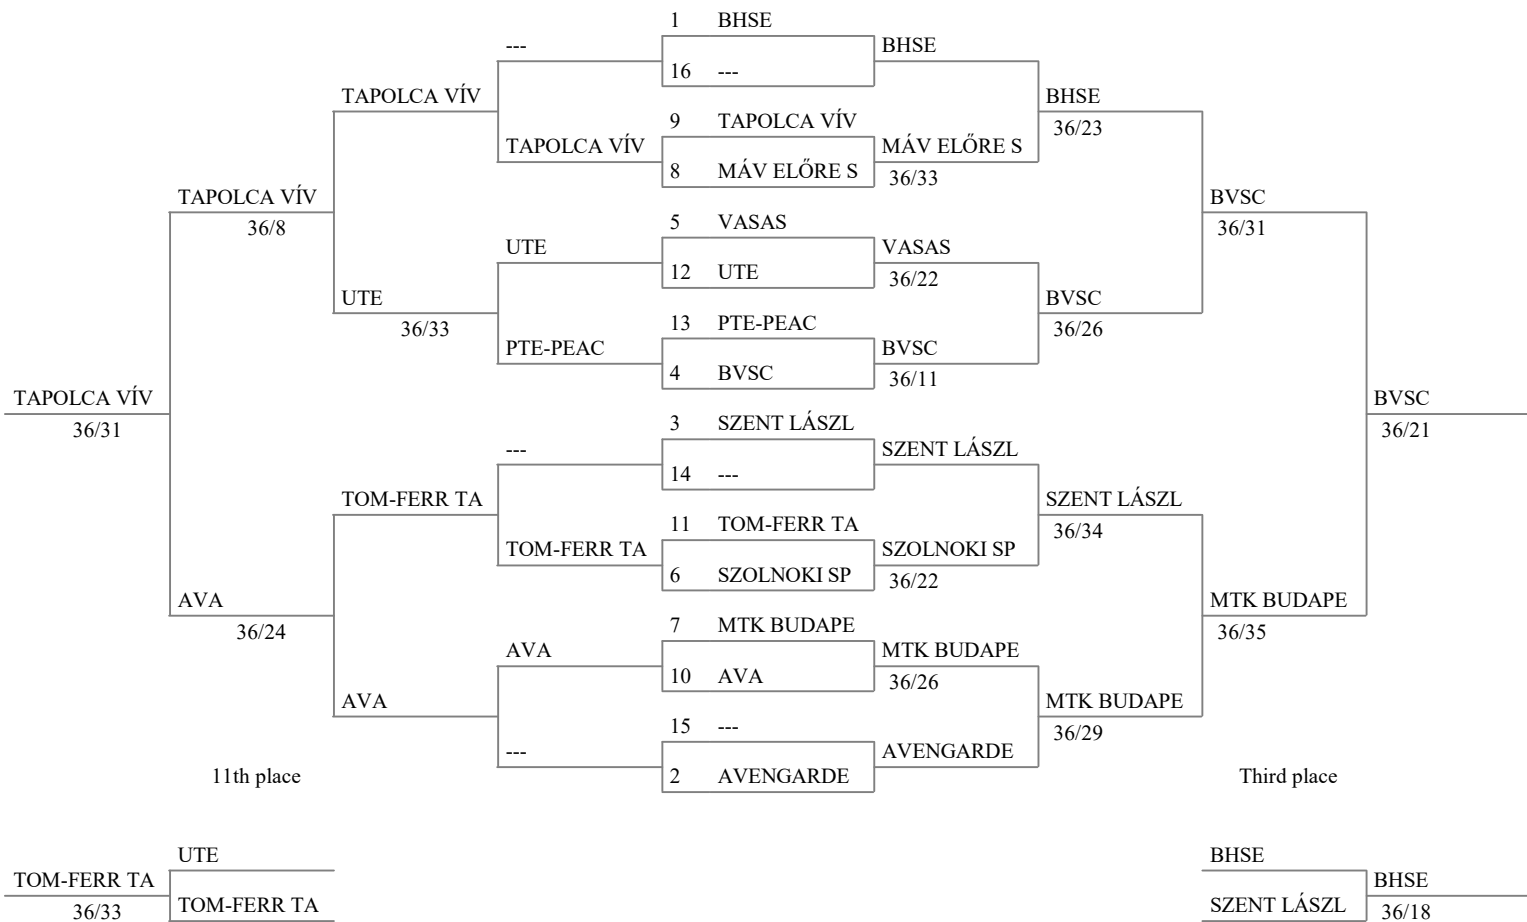 1 BHSE
--- BHSE
16 ---
TAPOLCA VÍV BHSE
9 TAPOLCA VÍV 36/23
TAPOLCA VÍV MÁV ELŐRE S
8 MÁV ELŐRE S 36/33
TAPOLCA VÍV BVSC
36/8 5 VASAS 36/31
UTE VASAS
12 UTE 36/22
UTE BVSC
36/33 13 PTE-PEAC 36/26
PTE-PEAC BVSC
4 BVSC 36/11
TAPOLCA VÍV BVSC
36/31 3 SZENT LÁSZL 36/21
--- SZENT LÁSZL
14 ---
TOM-FERR TA SZENT LÁSZL
11 TOM-FERR TA 36/34
TOM-FERR TA SZOLNOKI SP
6 SZOLNOKI SP 36/22
AVA MTK BUDAPE
36/24 7 MTK BUDAPE 36/35
AVA MTK BUDAPE
10 AVA 36/26
AVA MTK BUDAPE
15 --- 36/29
--- AVENGARDE
11th place 2 AVENGARDE Third place
UTE BHSE
TOM-FERR TA BHSE
36/33 TOM-FERR TA SZENT LÁSZL 36/18